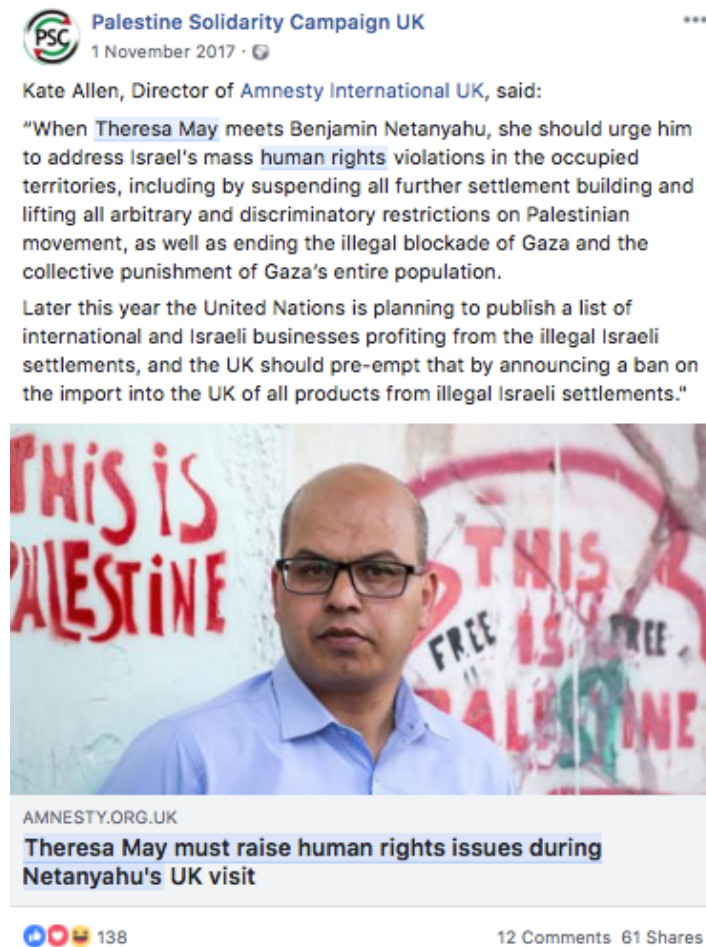 PSC
Palestine Solidarity Campaign UK
1 November 2017 ·
Kate Allen, Director of Amnesty International UK, said:
“When Theresa May meets Benjamin Netanyahu, she should urge him
to address Israel's mass human rights violations in the occupied
territories, including by suspending all further settlement building and
lifting all arbitrary and discriminatory restrictions on Palestinian
movement, as well as ending the illegal blockade of Gaza and the
collective punishment of Gaza’s entire population.
Later this year the United Nations is planning to publish a list of
international and Israeli businesses profiting from the illegal Israeli
settlements, and the UK should pre-empt that by announcing a ban on
the import into the UK of all products from illegal Israeli settlements."
THIS iS
PALESTINE
THIS
FREE IS FREE
PALESTINE
AMNESTY.ORG.UK
Theresa May must raise human rights issues during
Netanyahu's UK visit
138
12 Comments 61 Shares